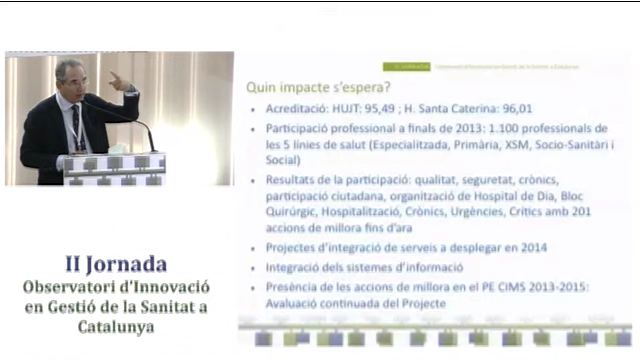 Quin impacte s'espera?
• Acreditació: HUJT: 95,49 ; H. Santa Caterina: 96,01
• Participació professional a finals de 2013: 1.100 professionals de
les 5 línies de salut (Especialitzada, Primària, XSM, Socio-Sanitàri i
Social)
• Resultats de la participació: qualitat, seguretat, crònics,
participació ciutadana, organització de Hospital de Dia, Bloc
Quirúrgic, Hospitalització, Crònics, Urgències, Crítics amb 201
accions de millora fins d'ara
• Projectes d'integració de serveis a desplegar en 2014
• Integració dels sistemes d'informació
• Presència de les accions de millora en el PE CIMS 2013-2015:
Avaluació continuada del Projecte
II Jornada
Observatori d'Innovació
en Gestió de la Sanitat a
Catalunya